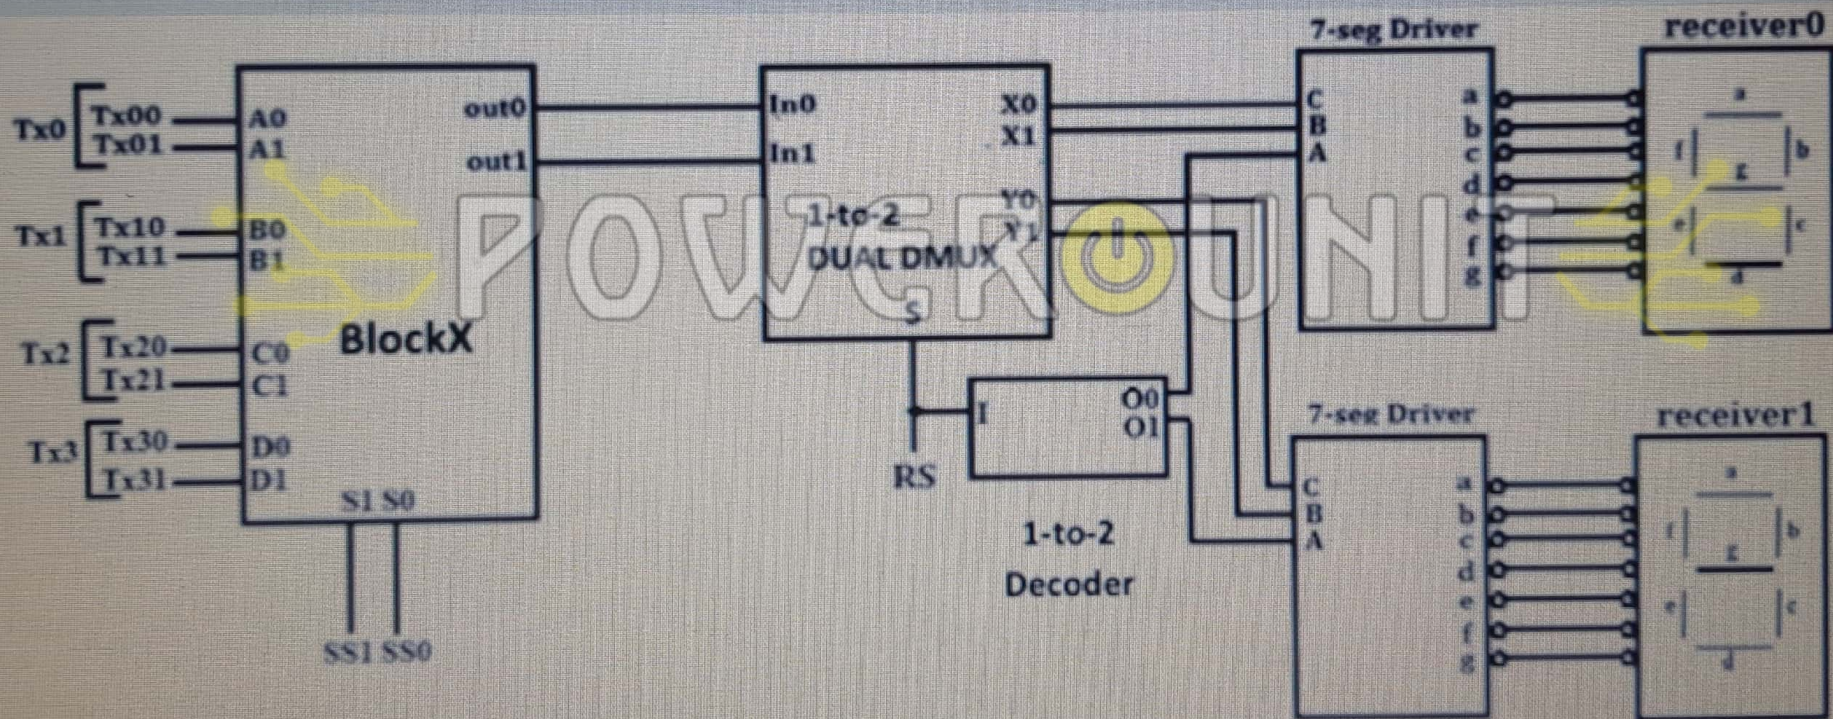 7-seg Driver
receiver0
Tx0
Tx00
Tx01
A0
A1
out0
out1
In0
In1
X0
X1
C
B
A
a
b
c
d
e
f
g
a
f
b
g
e
c
d
Tx1
Tx10
Tx11
B0
B1
Y0
Y1
1-to-2
DUAL DMUX
S
POWER UNIT
Tx2
Tx20
Tx21
C0
C1
BlockX
Tx3
Tx30
Tx31
D0
D1
S1 S0
SS1 SS0
RS
I
O0
O1
1-to-2
Decoder
7-seg Driver
receiver1
C
B
A
a
b
c
d
e
f
g
a
f
b
g
e
c
d